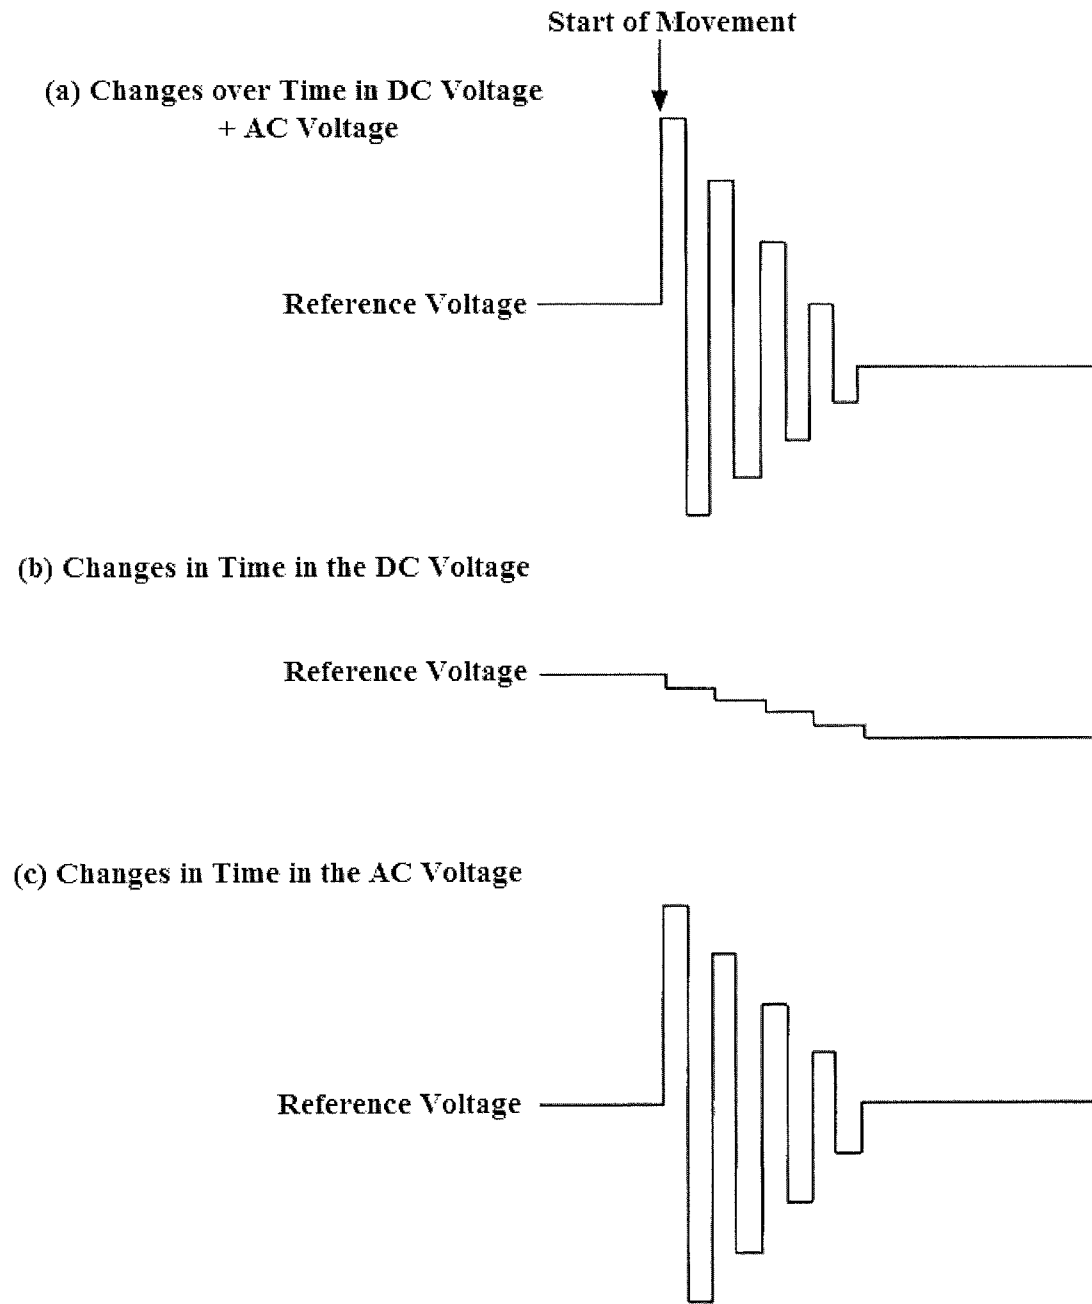 Start of Movement
(a) Changes over Time in DC Voltage
+ AC Voltage
Reference Voltage
(b) Changes in Time in the DC Voltage
Reference Voltage
(c) Changes in Time in the AC Voltage
Reference Voltage